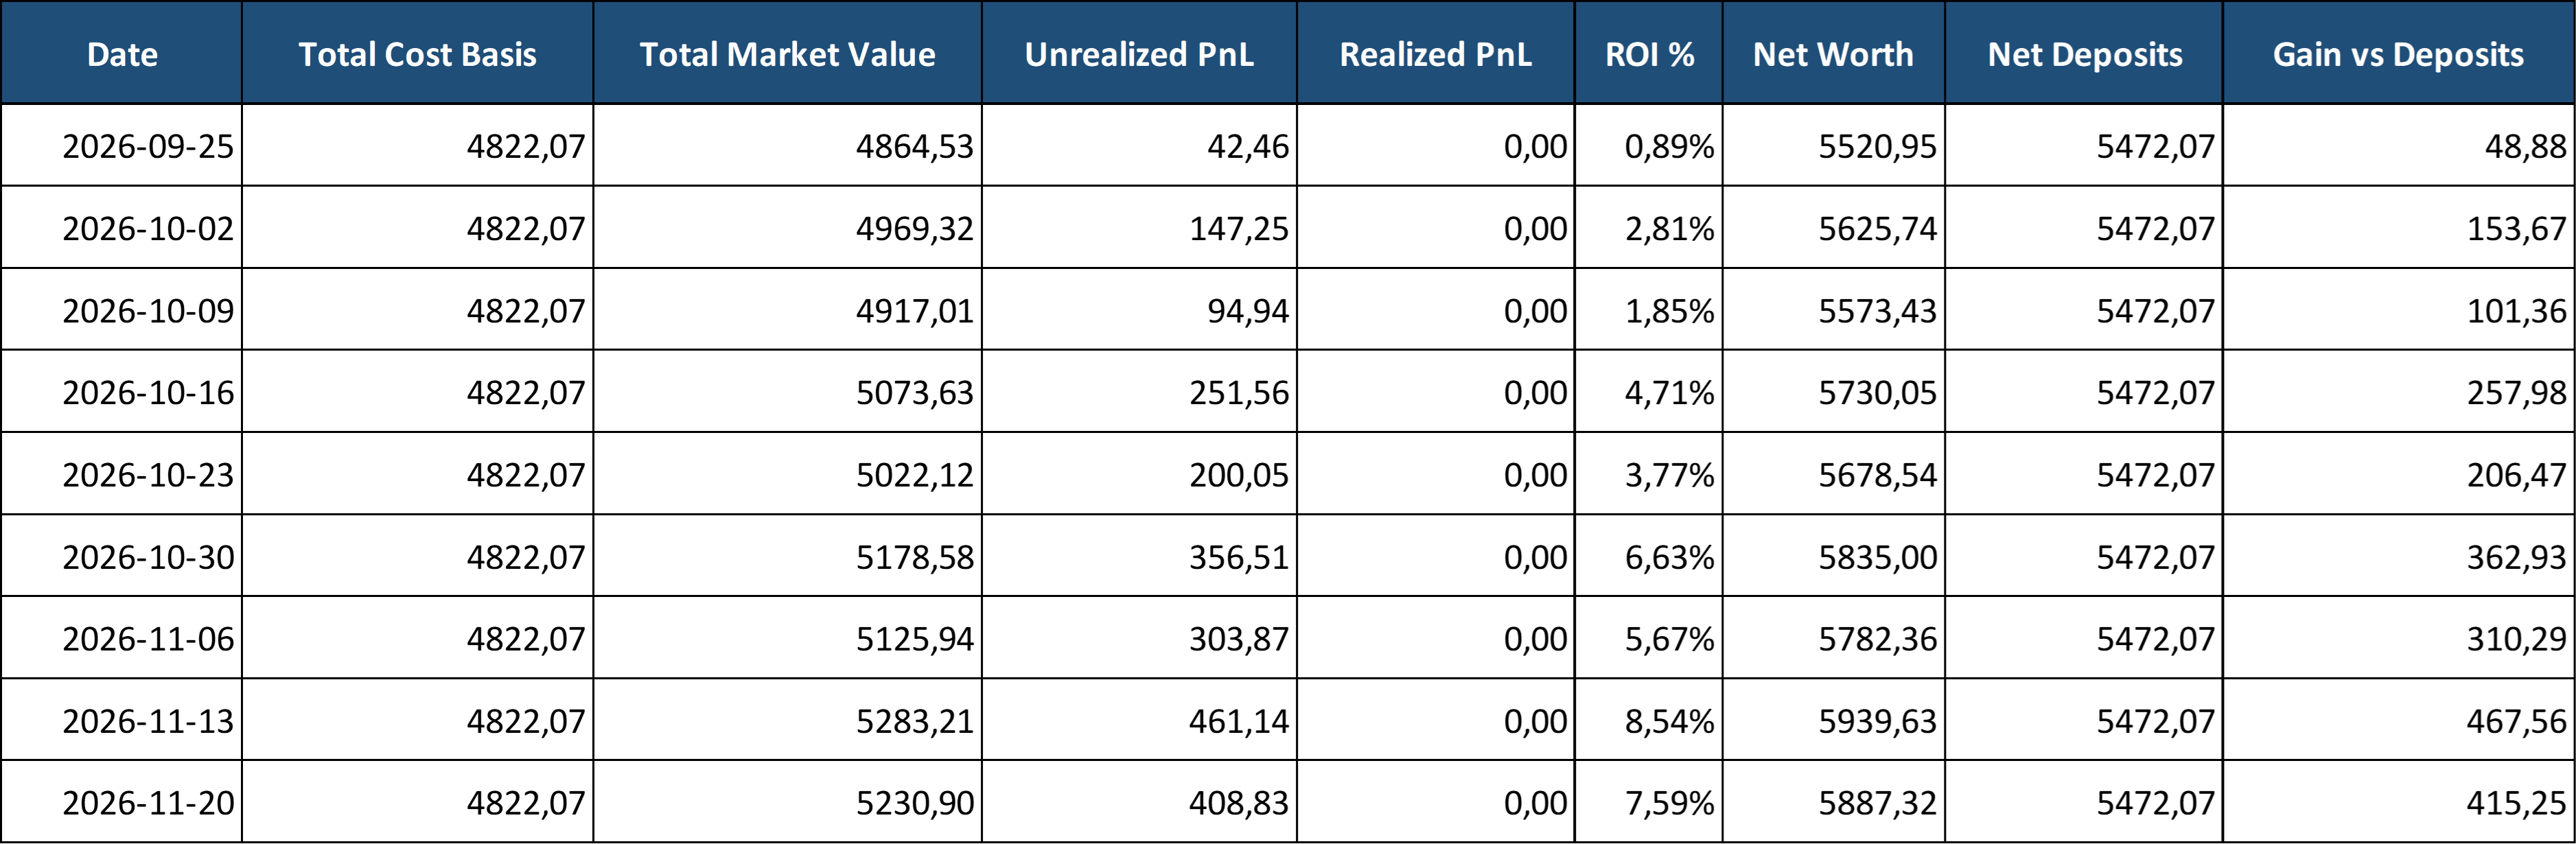 Date Total Cost Basis Total Market Value Unrealized PnL Realized PnL ROI % Net Worth Net Deposits Gain vs Deposits
2026-09-25 4822,07 4864,53 42,46 0,00 0,89% 5520,95 5472,07 48,88
2026-10-02 4822,07 4969,32 147,25 0,00 2,81% 5625,74 5472,07 153,67
2026-10-09 4822,07 4917,01 94,94 0,00 1,85% 5573,43 5472,07 101,36
2026-10-16 4822,07 5073,63 251,56 0,00 4,71% 5730,05 5472,07 257,98
2026-10-23 4822,07 5022,12 200,05 0,00 3,77% 5678,54 5472,07 206,47
2026-10-30 4822,07 5178,58 356,51 0,00 6,63% 5835,00 5472,07 362,93
2026-11-06 4822,07 5125,94 303,87 0,00 5,67% 5782,36 5472,07 310,29
2026-11-13 4822,07 5283,21 461,14 0,00 8,54% 5939,63 5472,07 467,56
2026-11-20 4822,07 5230,90 408,83 0,00 7,59% 5887,32 5472,07 415,25